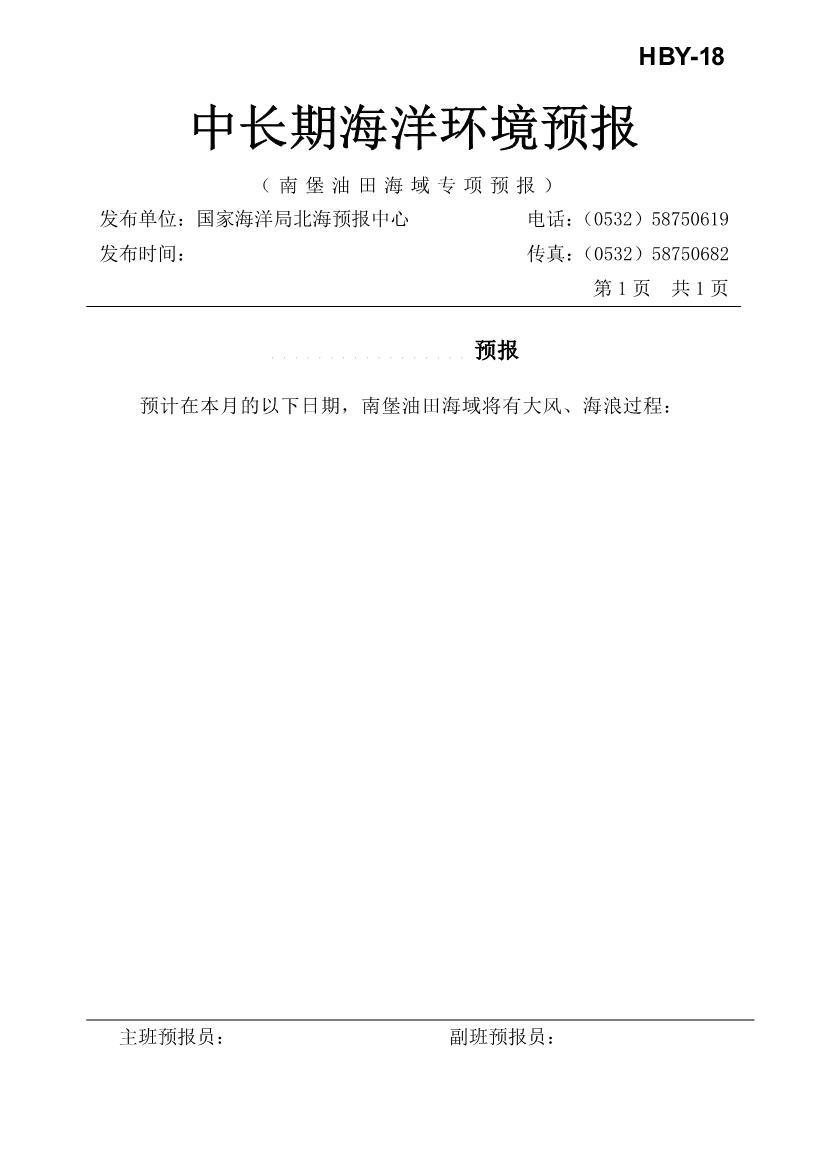 HBY-18
中长期海洋环境预报
（南堡油田海域专项预报）
发布单位：国家海洋局北海预报中心 电话：（0532）58750619
发布时间： 传真：（0532）58750682
第1页 共1页
预报
预计在本月的以下日期，南堡油田海域将有大风、海浪过程：
主班预报员： 副班预报员：